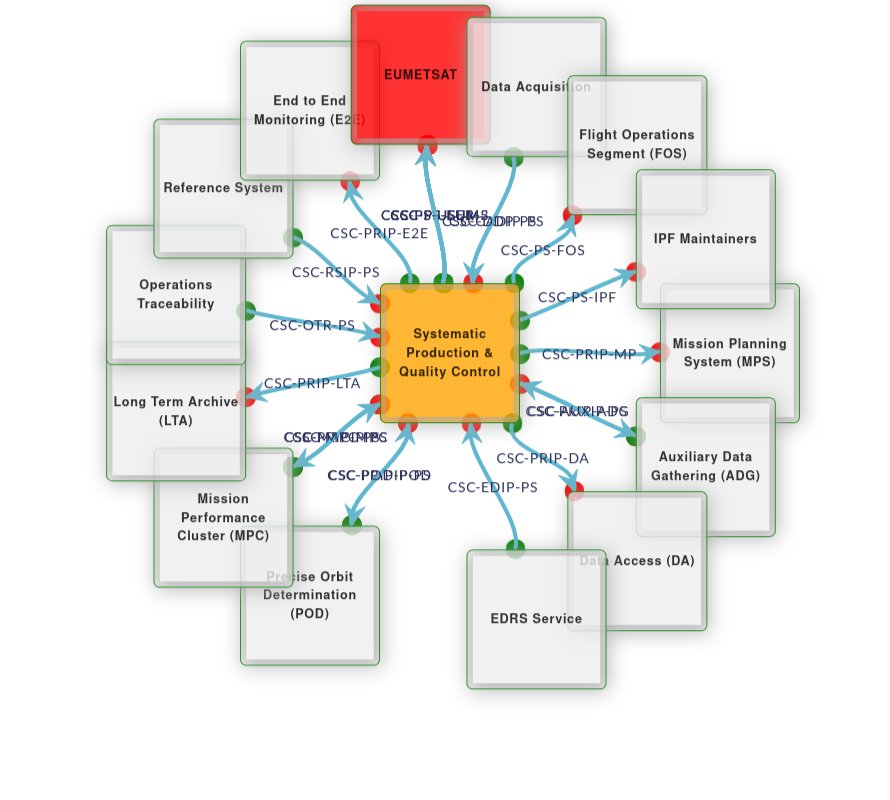 EUMETSAT
Data Acquisition
End to End
Monitoring (E2E)
Flight Operations
Segment (FOS)
Reference System
IPF Maintainers
CSC-PRIP-E2E
CSC-PS-FOS
CSC-RSIP-PS
Operations
Traceability
CSC-PS-IPF
CSC-OTR-PS
Systematic
Production &
Quality Control
CSC-PRIP-MP
Mission Planning
System (MPS)
CSC-PRIP-LTA
Long Term Archive
(LTA)
CSC-PRIP-DA
Auxiliary Data
Gathering (ADG)
CSC-EDIP-PS
Mission
Performance
Cluster (MPC)
Data Access (DA)
Precise Orbit
Determination
(POD)
EDRS Service